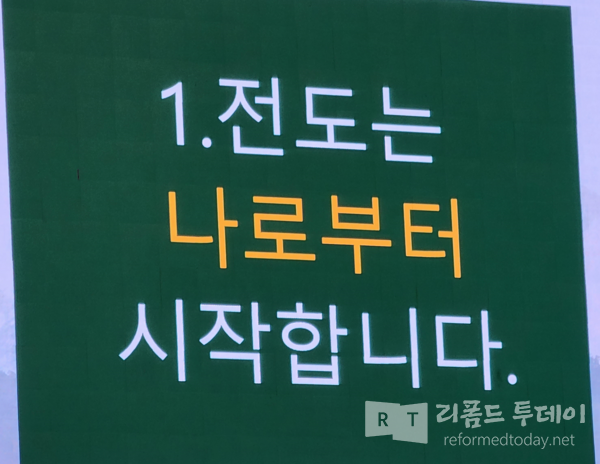 1.전도는
나로부터
시작합니다.
RT 리폼드 투데이
reformedtoday.net